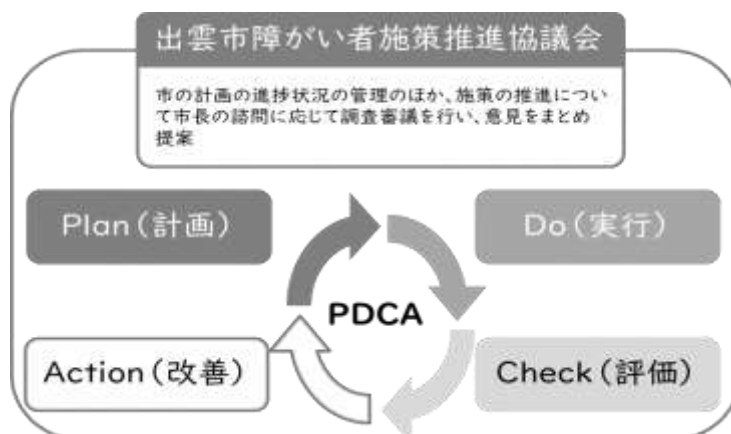 出雲市障がい者施策推進協議会
市の計画の進捗状況の管理のほか、施策の推進につい
て市長の諮問に応じて調査審議を行い、意見をまとめ
提案
Plan(計画)
Do(実行)
PDCA
Action(改善)
Check(評価)